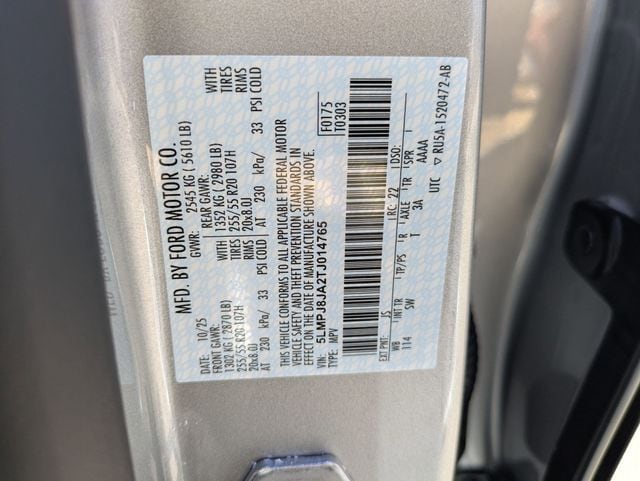 MFD. BY FORD MOTOR CO.
10/25
GWVR: 2545 KG ( 5610 LB)
FRONT GAWR:
1302 KG ( 2870 LB)
255/55 R20 107H
20x8.0J
AT 230 kPa/ 33 PSI COLD
REAR GAWR:
1352 KG ( 2980 LB)
255/55 R20 107H
20x8.0J
AT 230 kPa/ 33 PSI COLD
WITH
TIRES
RIMS
WITH
TIRES
RIMS
THIS VEHICLE CONFORMS TO ALL APPLICABLE FEDERAL MOTOR
VEHICLE SAFETY AND THEFT PREVENTION STANDARDS IN
EFFECT ON THE DATE OF MANUFACTURE SHOWN ABOVE.
VIN: 5LMPJ8JA2TJ014765
TYPE: MPV
F0175
T0303
EXT PNT: JS RC: 22 DSO:
WB INT TR TP/PS R AXLE TR SPR
114 SW T 3A I AAAA
UTC ▽ RU5A-1520472-AB